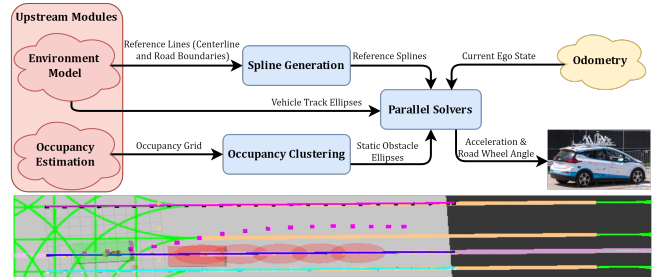 Upstream Modules
Environment
Model
Reference Lines (Centerline
and Road Boundaries)
Spline Generation
Reference Splines
Current Ego State
Odometry
Vehicle Track Ellipses
Parallel Solvers
Occupancy
Estimation
Occupancy Grid
Occupancy Clustering
Static Obstacle
Ellipses
Acceleration &
Road Wheel Angle